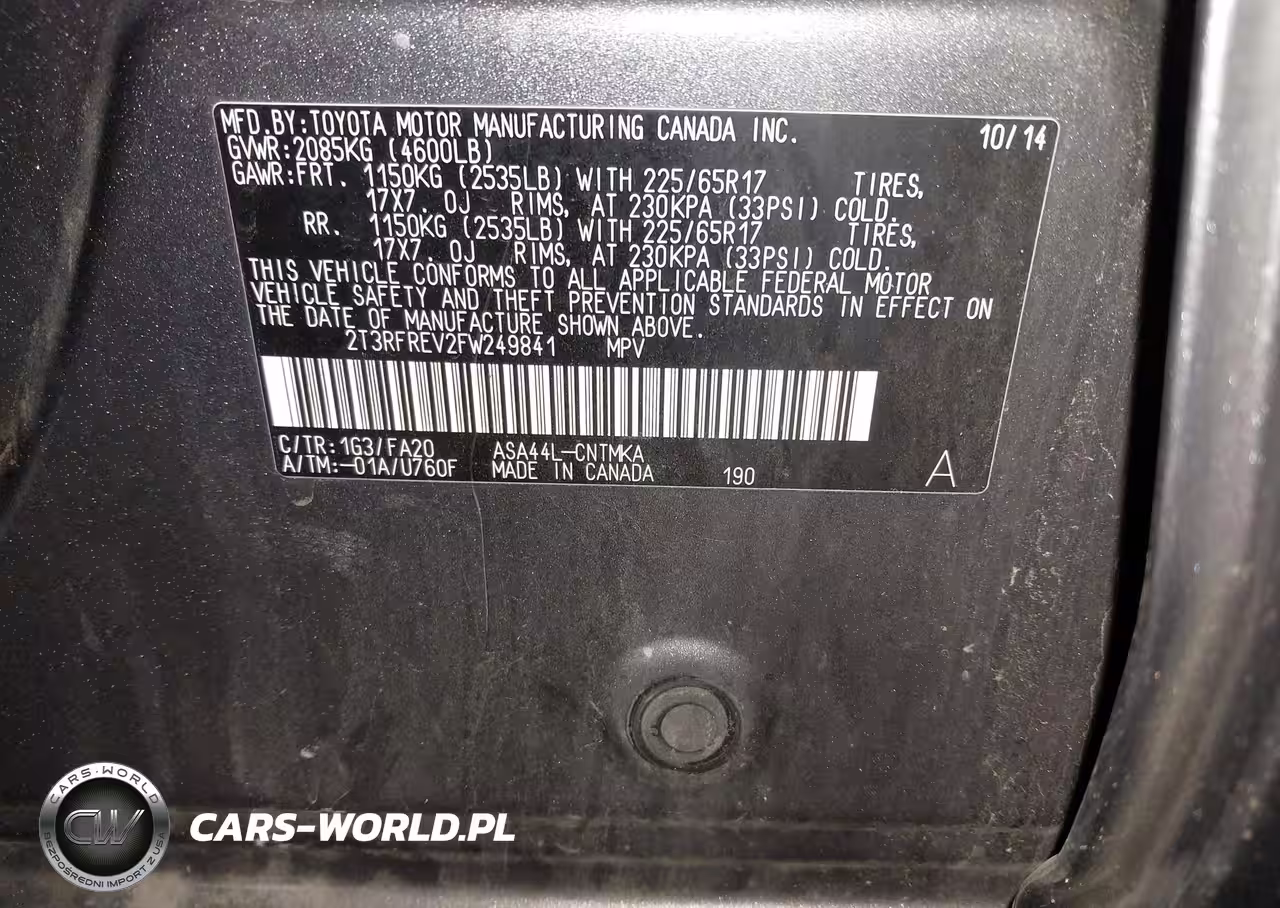 MFD.BY:TOYOTA MOTOR MANUFACTURING CANADA INC. 10/14
GVWR:2085KG (4600LB)
GAWR:FRT. 1150KG (2535LB) WITH 225/65R17 TIRES,
17X7.0J RIMS, AT 230KPA (33PSI) COLD.
RR. 1150KG (2535LB) WITH 225/65R17 TIRES,
17X7.0J RIMS, AT 230KPA (33PSI) COLD.
THIS VEHICLE CONFORMS TO ALL APPLICABLE FEDERAL MOTOR
VEHICLE SAFETY AND THEFT PREVENTION STANDARDS IN EFFECT ON
THE DATE OF MANUFACTURE SHOWN ABOVE.
2T3RFREV2FW249841 MPV
C/TR:1G3/FA20 ASA44L-CNTMKA
A/TM:-01A/U760F MADE IN CANADA 190 A
CARS-WORLD
CW
BEZPOŚREDNI IMPORT Z USA
CARS-WORLD.PL